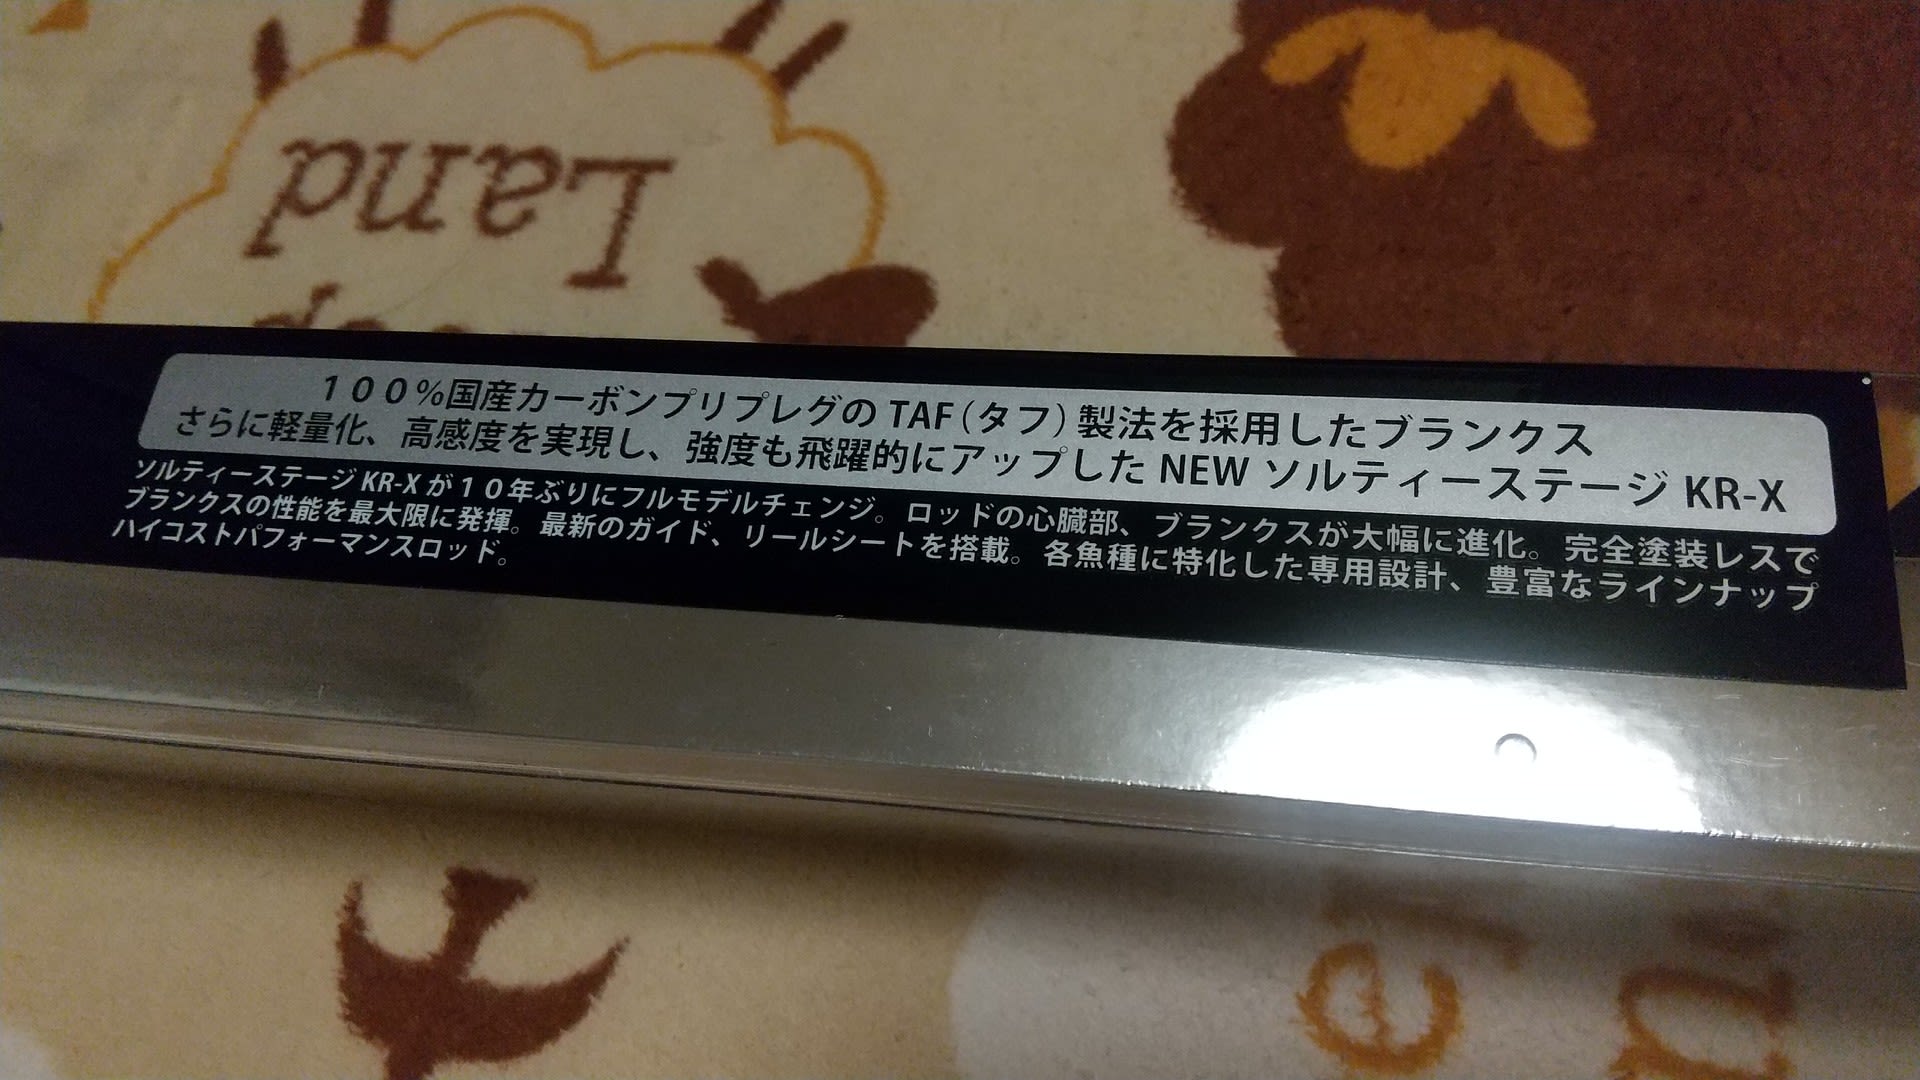 Land
１００％国産カーボンプリプレグの TAF（タフ）製法を採用したブランクス
さらに軽量化、高感度を実現し、強度も飛躍的にアップした NEW ソルティーステージ KR-X
ソルティーステージ KR-X が１０年ぶりにフルモデルチェンジ。ロッドの心臓部、ブランクスが大幅に進化。完全塗装レスで
ブランクスの性能を最大限に発揮。最新のガイド、リールシートを搭載。各魚種に特化した専用設計、豊富なラインナップ
ハイコストパフォーマンスロッド。